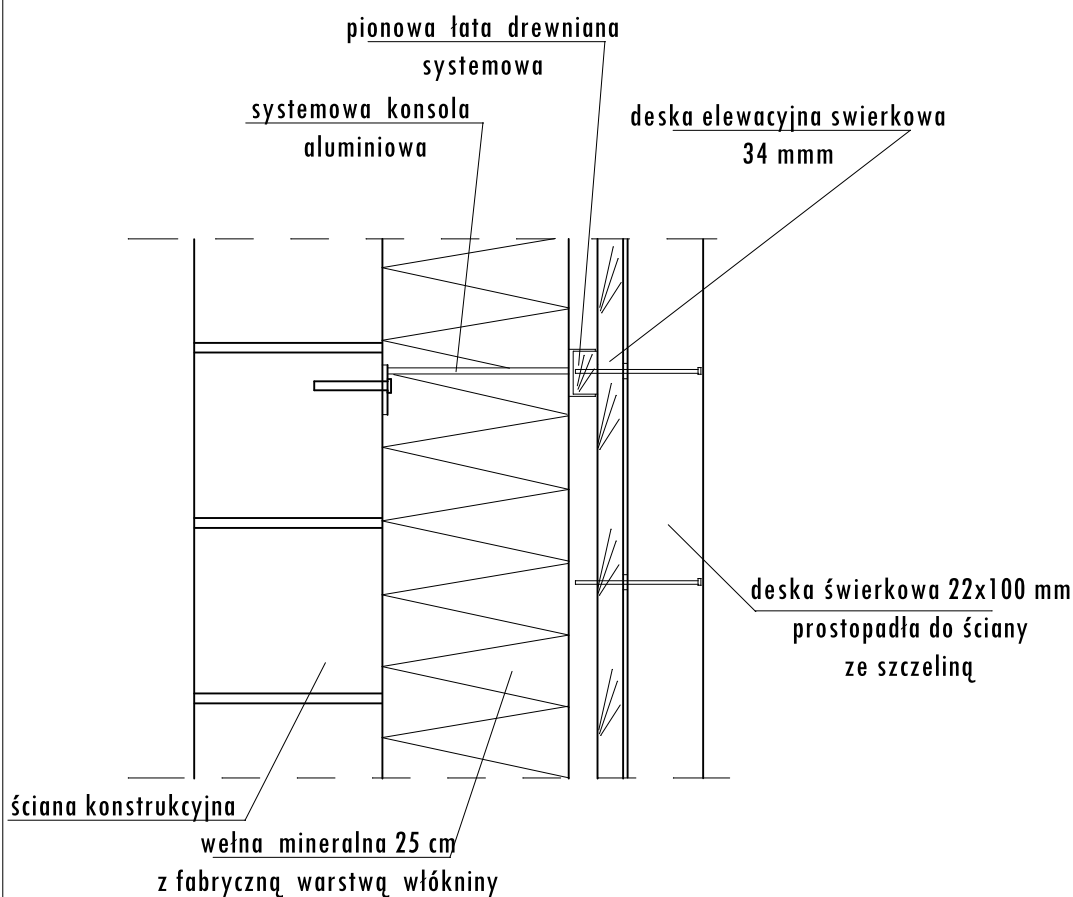 pionowa łata drewniana
systemowa
systemowa konsola
aluminiowa
deska elewacyjna swierkowa
34 mmm
deska świerkowa 22x100 mm
prostopadła do ściany
ze szczeliną
ściana konstrukcyjna
wełna mineralna 25 cm
z fabryczną warstwą włókniny